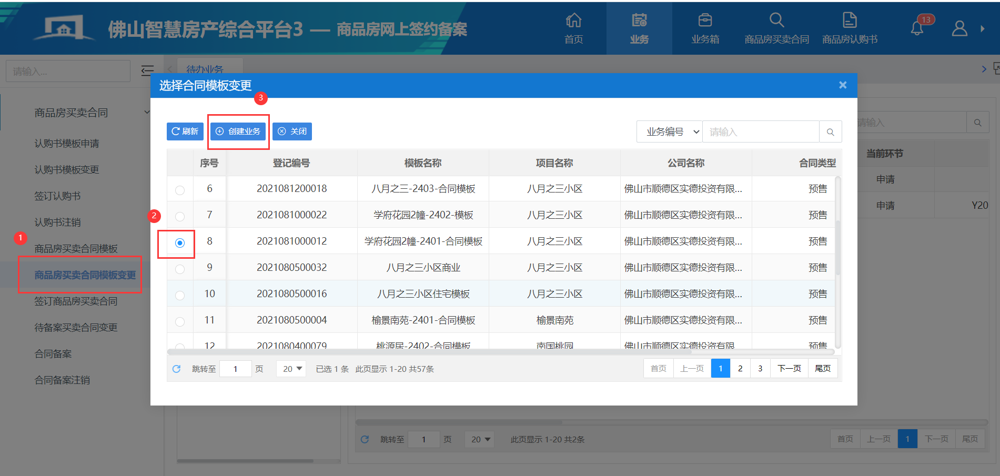 佛山智慧房产综合平台3 — 商品房网上签约备案
首页
业务
业务箱
商品房买卖合同
商品房认购书
13
请输入...
待办业务
商品房买卖合同
认购书模板申请
认购书模板变更
签订认购书
认购书注销
1
商品房买卖合同模板
商品房买卖合同模板变更
签订商品房买卖合同
待备案买卖合同变更
合同备案
合同备案注销
选择合同模板变更
3
刷新 创建业务 关闭
业务编号 请输入
序号 登记编号 模板名称 项目名称 公司名称 合同类型
6 2021081200018 八月之三-2403-合同模板 八月之三小区 佛山市顺德区实德投资有限... 预售
7 2021081000022 学府花园2幢-2402-模板 八月之三小区 佛山市顺德区实德投资有限... 预售
2
8 2021081000012 学府花园2幢-2401-合同模板 八月之三小区 佛山市顺德区实德投资有限... 预售
9 2021080500032 八月之三小区商业 八月之三小区 佛山市顺德区实德投资有限... 预售
10 2021080500016 八月之三小区住宅模板 八月之三小区 佛山市顺德区实德投资有限... 预售
11 2021080500004 榆景南苑-2401-合同模板 榆景南苑 佛山市顺德区实德投资有限... 预售
12 2021080400079 桃源居-2402-合同模板 南国桃园 佛山市顺德区实德投资有限 预售
跳转至 1 页 20 已选 1 条 此页显示 1-20 共57条 首页 上一页 1 2 3 下一页 尾页
请输入
当前环节
申请
申请 Y20
跳转至 1 页 20 此页显示 1-20 共2条 首页 上一页 1 下一页 尾页